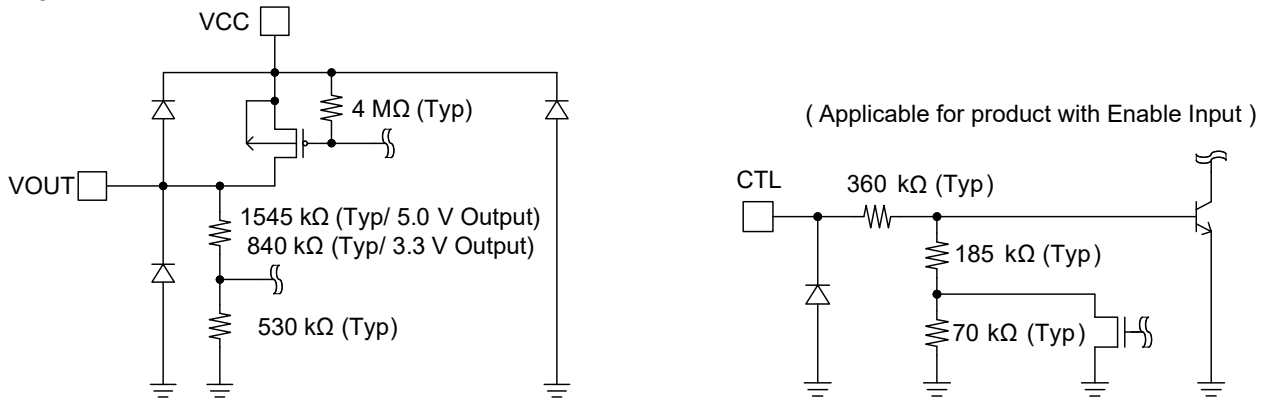 VCC
4 MΩ (Typ)
VOUT
1545 kΩ (Typ/ 5.0 V Output)
840 kΩ (Typ/ 3.3 V Output)
530 kΩ (Typ)
( Applicable for product with Enable Input )
CTL
360 kΩ (Typ)
185 kΩ (Typ)
70 kΩ (Typ)